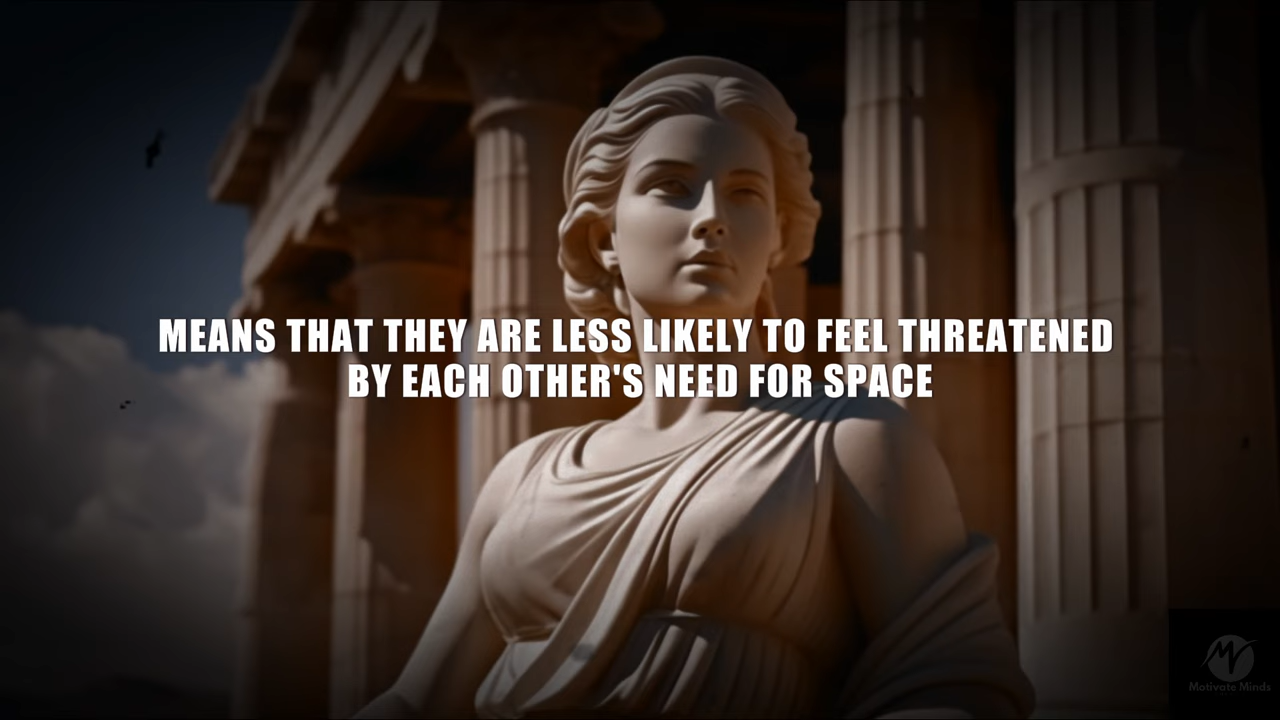 MEANS THAT THEY ARE LESS LIKELY TO FEEL THREATENED
BY EACH OTHER'S NEED FOR SPACE
Motivate Minds